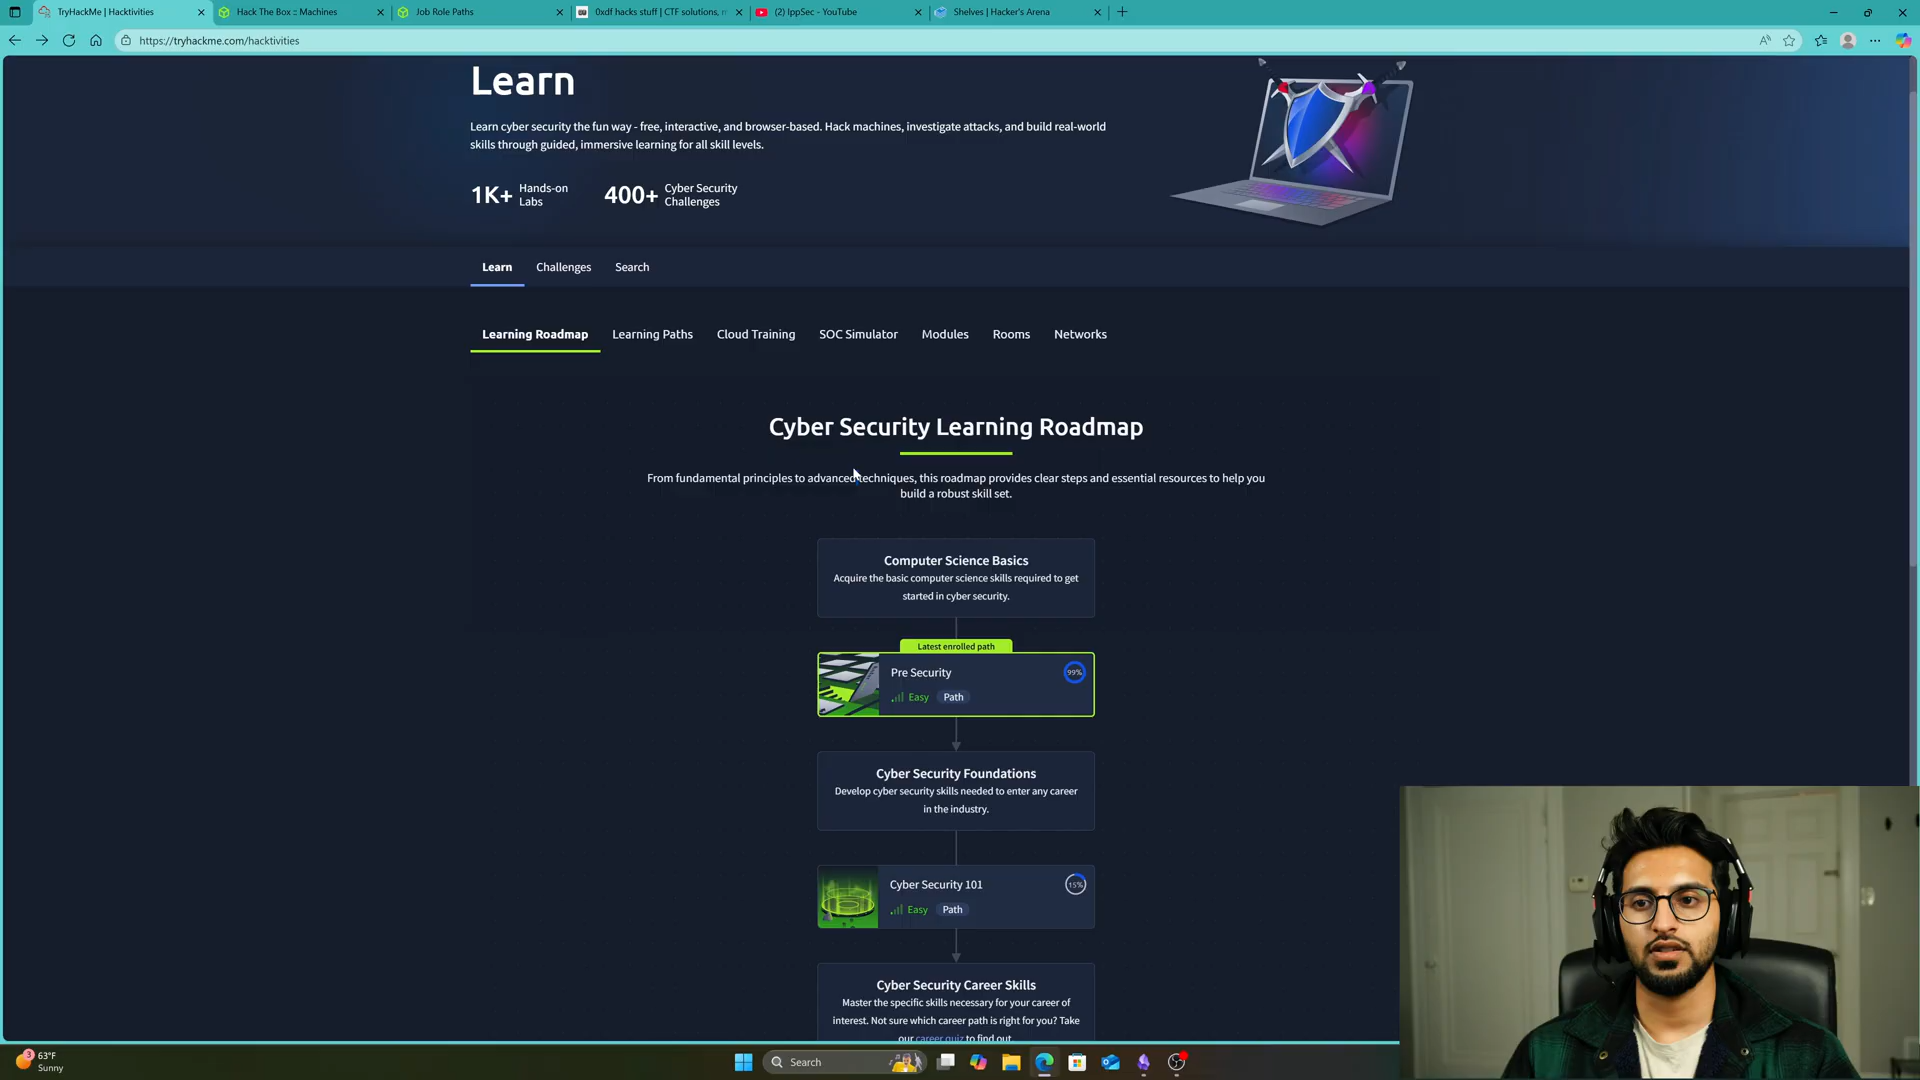 TryHackMe | Hacktivities
Hack The Box :: Machines
Job Role Paths
0xdf hacks stuff | CTF solutions, m
(2) IppSec - YouTube
Shelves | Hacker's Arena
https://tryhackme.com/hacktivities
Learn
Learn cyber security the fun way - free, interactive, and browser-based. Hack machines, investigate attacks, and build real-world
skills through guided, immersive learning for all skill levels.
1K+ Hands-on
Labs
400+ Cyber Security
Challenges
Learn Challenges Search
Learning Roadmap Learning Paths Cloud Training SOC Simulator Modules Rooms Networks
Cyber Security Learning Roadmap
From fundamental principles to advanced techniques, this roadmap provides clear steps and essential resources to help you
build a robust skill set.
Computer Science Basics
Acquire the basic computer science skills required to get
started in cyber security.
Latest enrolled path
Pre Security
99%
Easy Path
Cyber Security Foundations
Develop cyber security skills needed to enter any career
in the industry.
Cyber Security 101
15%
Easy Path
Cyber Security Career Skills
Master the specific skills necessary for your career of
interest. Not sure which career path is right for you? Take
our career quiz to find out.
3
63°F
Sunny
Search